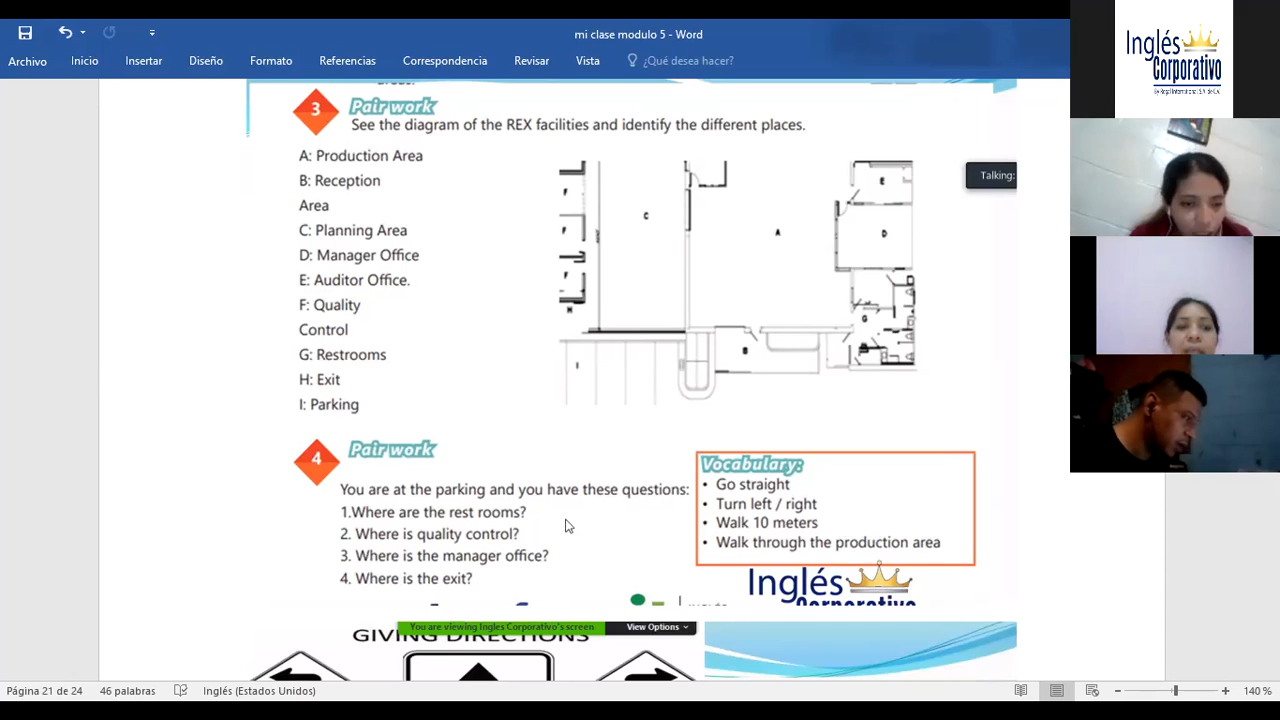 mi clase modulo 5 - Word
Archivo Inicio Insertar Diseño Formato Referencias Correspondencia Revisar Vista ¿Qué desea hacer?
3 Pair work
See the diagram of the REX facilities and identify the different places.
A: Production Area
B: Reception
Area
C: Planning Area
D: Manager Office
E: Auditor Office.
F: Quality
Control
G: Restrooms
H: Exit
I: Parking
F
F
F
H
C
A
E
D
G
B
I
Talking:
4 Pair work
You are at the parking and you have these questions:
1.Where are the rest rooms?
2. Where is quality control?
3. Where is the manager office?
4. Where is the exit?
Vocabulary:
• Go straight
• Turn left / right
• Walk 10 meters
• Walk through the production area
Inglés
Corporativo
You are viewing Ingles Corporativo's screen View Options
GIVING DIRECTIONS
Página 21 de 24 46 palabras Inglés (Estados Unidos) 140 %
Inglés
Corporativo